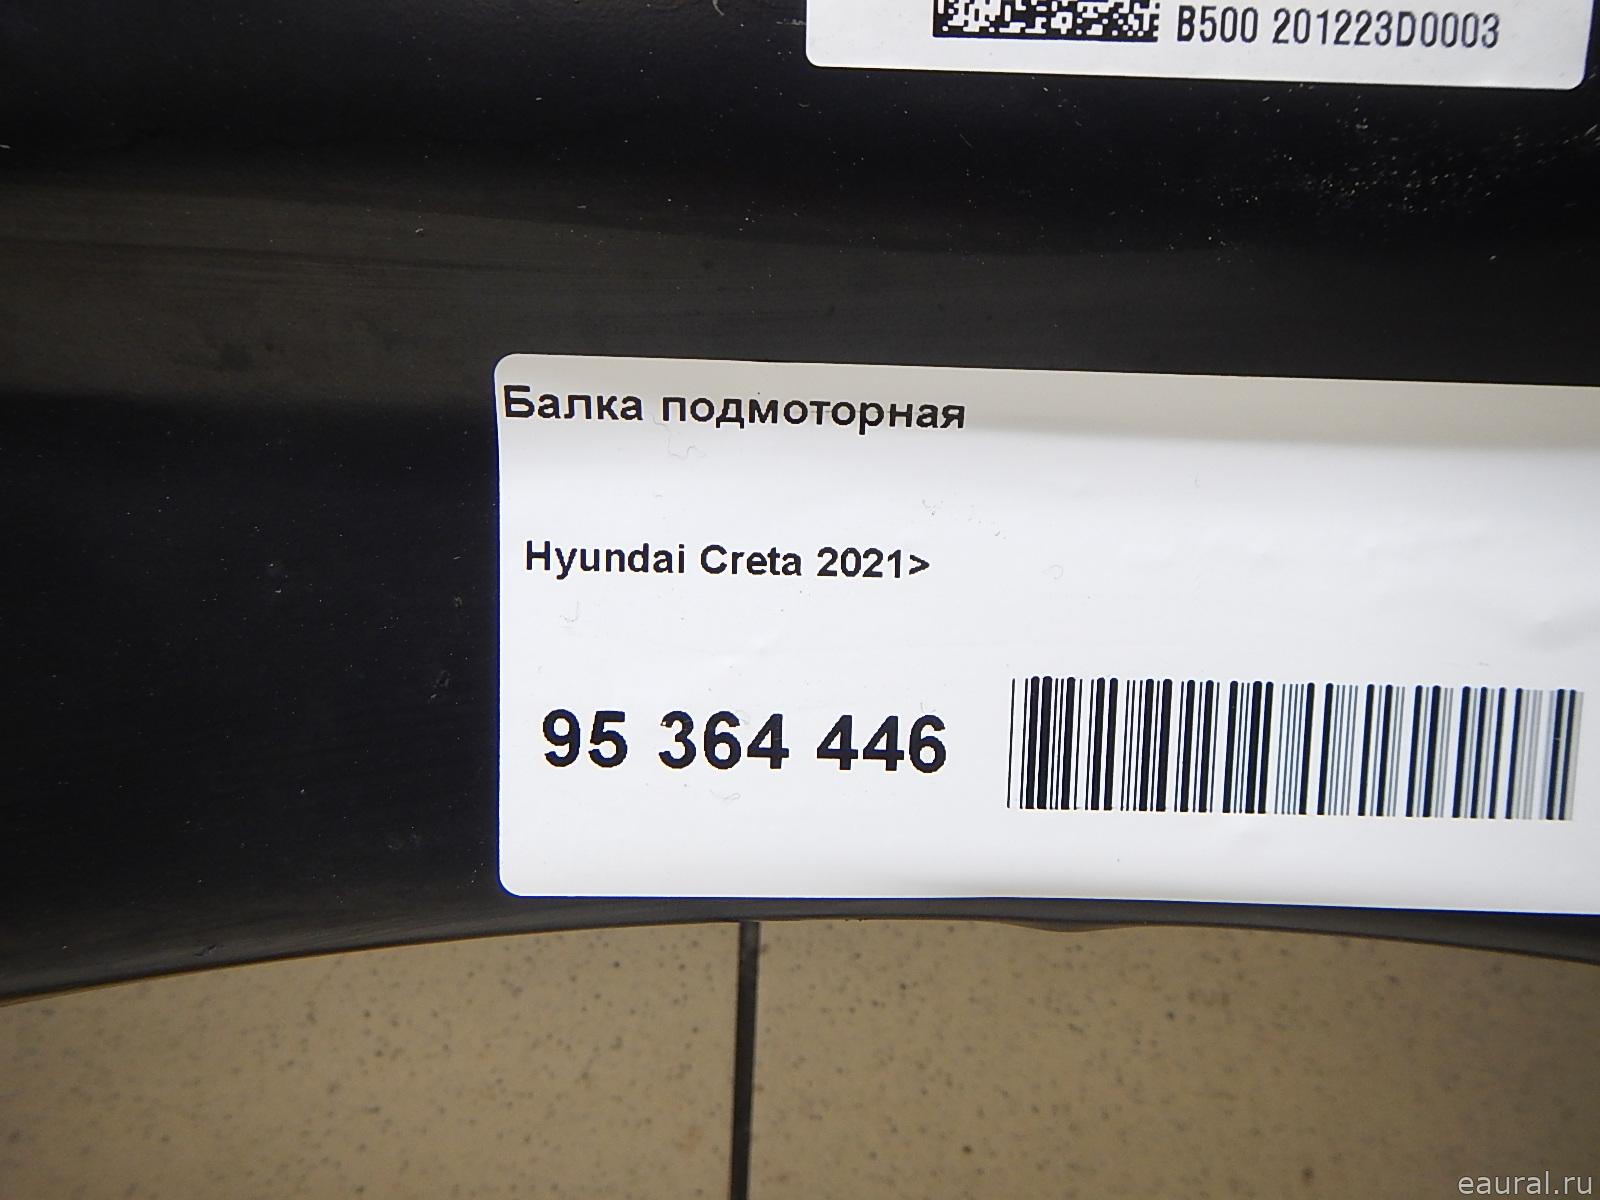 B500 201223D0003
Балка подмоторная
Hyundai Creta 2021>
95 364 446
eaural.ru